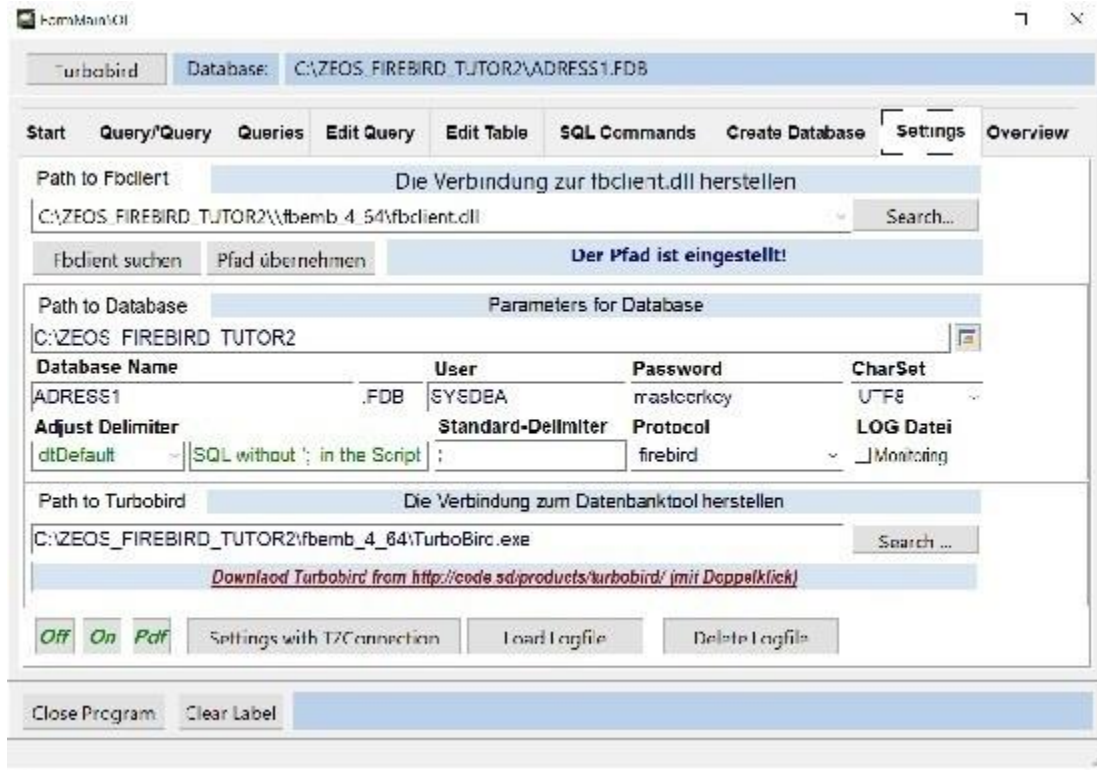 Turbobird Database: C:\ZEOS_FIREBIRD_TUTOR2\ADRESS1.FDB
Start Query/'Query Queries Edit Query Edit Table SQL Commands Create Database Settings Overview
Path to Fbclient Die Verbindung zur fbclient.dll herstellen
C:\ZEOS_FIREBIRD_TUTOR2\\fbemb_4_64\fbclient.dll Search...
Fbclient suchen Pfad übernehmen Der Pfad ist eingestellt!
Path to Database Parameters for Database
C:\ZEOS_FIREBIRD_TUTOR2
Database Name User Password CharSet
ADRESS1 .FDB SYSDBA masterkey UTF8
Adjust Delimiter Standard-Delimiter Protocol LOG Datei
dtDefault SQL without '; in the Script ; firebird Monitoring
Path to Turbobird Die Verbindung zum Datenbanktool herstellen
C:\ZEOS_FIREBIRD_TUTOR2\fbemb_4_64\TurboBird.exe Search ...
Downlaod Turbobird from http://code.sd/products/turbobird/ (mit Doppelklick)
Off On Pdf Settings with TZConnection Load Logfile Delete Logfile
Close Program Clear Label